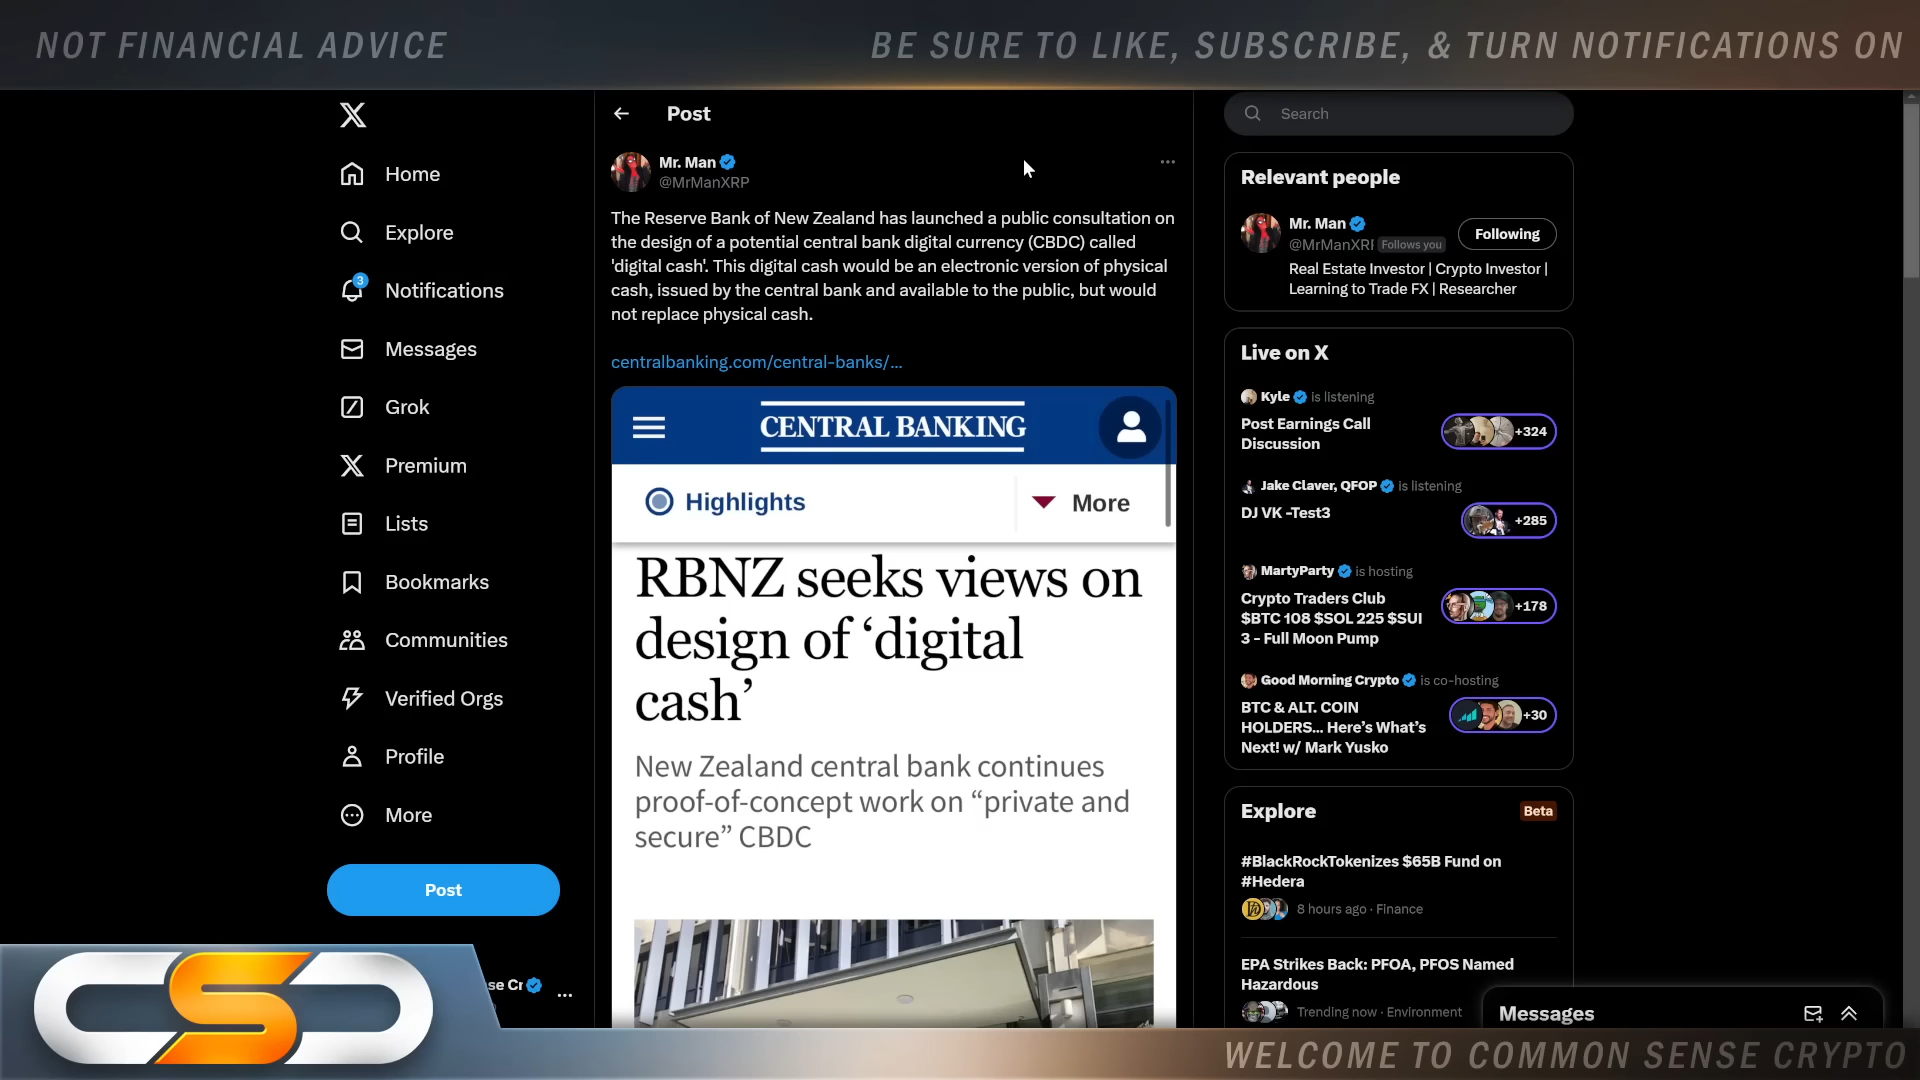 NOT FINANCIAL ADVICE
BE SURE TO LIKE, SUBSCRIBE, & TURN NOTIFICATIONS ON
Home
Explore
3
Notifications
Messages
Grok
Premium
Lists
Bookmarks
Communities
Verified Orgs
Profile
More
Post
se Cr
Post
Mr. Man
@MrManXRP
The Reserve Bank of New Zealand has launched a public consultation on
the design of a potential central bank digital currency (CBDC) called
'digital cash'. This digital cash would be an electronic version of physical
cash, issued by the central bank and available to the public, but would
not replace physical cash.
centralbanking.com/central-banks/...
CENTRAL BANKING
Highlights
More
RBNZ seeks views on
design of ‘digital
cash’
New Zealand central bank continues
proof-of-concept work on “private and
secure” CBDC
Search
Relevant people
Mr. Man
@MrManXRI Follows you
Following
Real Estate Investor | Crypto Investor |
Learning to Trade FX | Researcher
Live on X
Kyle is listening
Post Earnings Call
Discussion
+324
Jake Claver, QFOP is listening
DJ VK -Test3
+285
MartyParty is hosting
Crypto Traders Club
$BTC 108 $SOL 225 $SUI
3 - Full Moon Pump
+178
Good Morning Crypto is co-hosting
BTC & ALT. COIN
HOLDERS... Here’s What’s
Next! w/ Mark Yusko
+30
Explore
Beta
#BlackRockTokenizes $65B Fund on
#Hedera
8 hours ago · Finance
EPA Strikes Back: PFOA, PFOS Named
Hazardous
Trending now · Environment
Messages
CSC
WELCOME TO COMMON SENSE CRYPTO